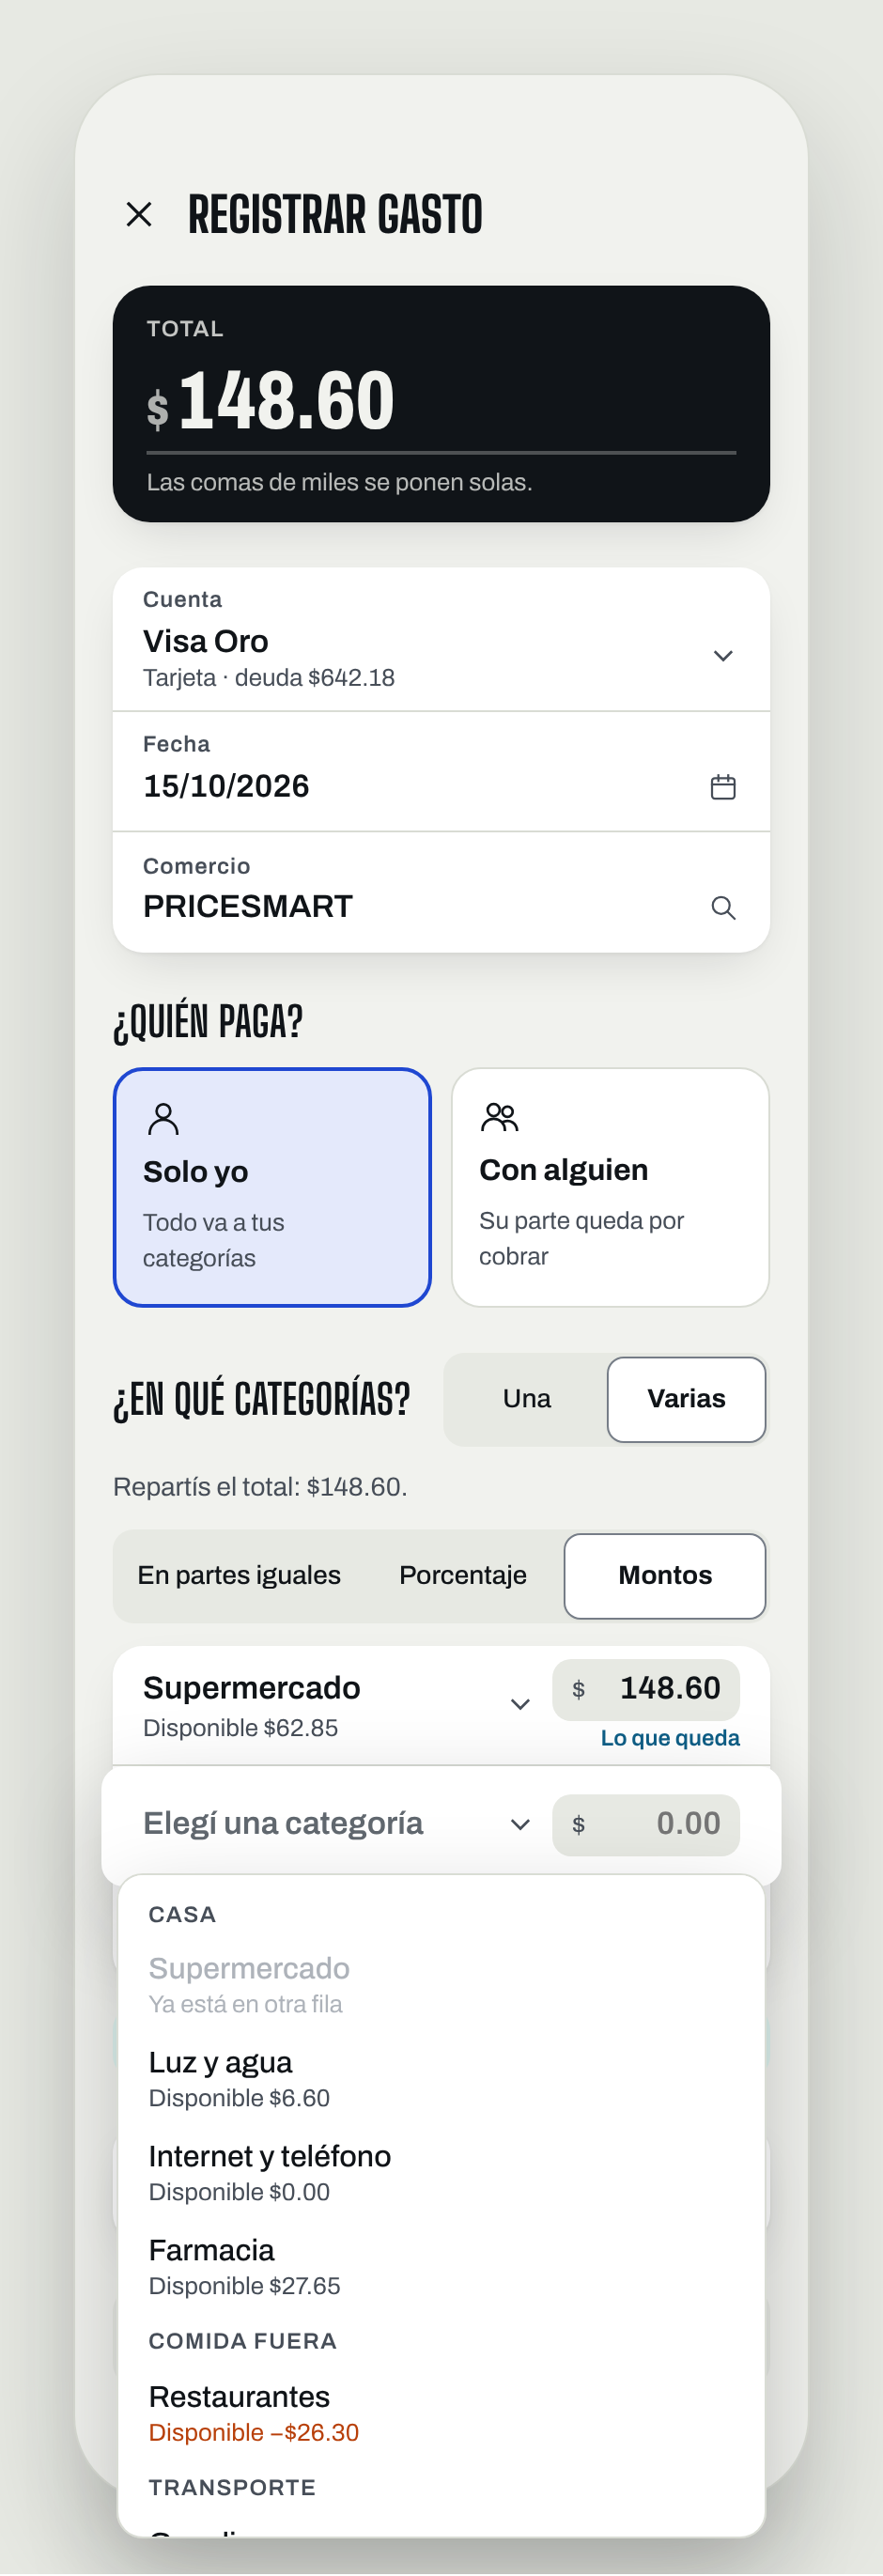 REGISTRAR GASTO
TOTAL
$ 148.60
Las comas de miles se ponen solas.
Cuenta
Visa Oro
Tarjeta · deuda $642.18
Fecha
15/10/2026
Comercio
PRICESMART
¿QUIÉN PAGA?
Solo yo
Todo va a tus
categorías
Con alguien
Su parte queda por
cobrar
¿EN QUÉ CATEGORÍAS?
Una
Varias
Repartís el total: $148.60.
En partes iguales
Porcentaje
Montos
Supermercado
Disponible $62.85
$ 148.60
Lo que queda
Elegí una categoría
$ 0.00
CASA
Supermercado
Ya está en otra fila
Luz y agua
Disponible $6.60
Internet y teléfono
Disponible $0.00
Farmacia
Disponible $27.65
COMIDA FUERA
Restaurantes
Disponible −$26.30
TRANSPORTE